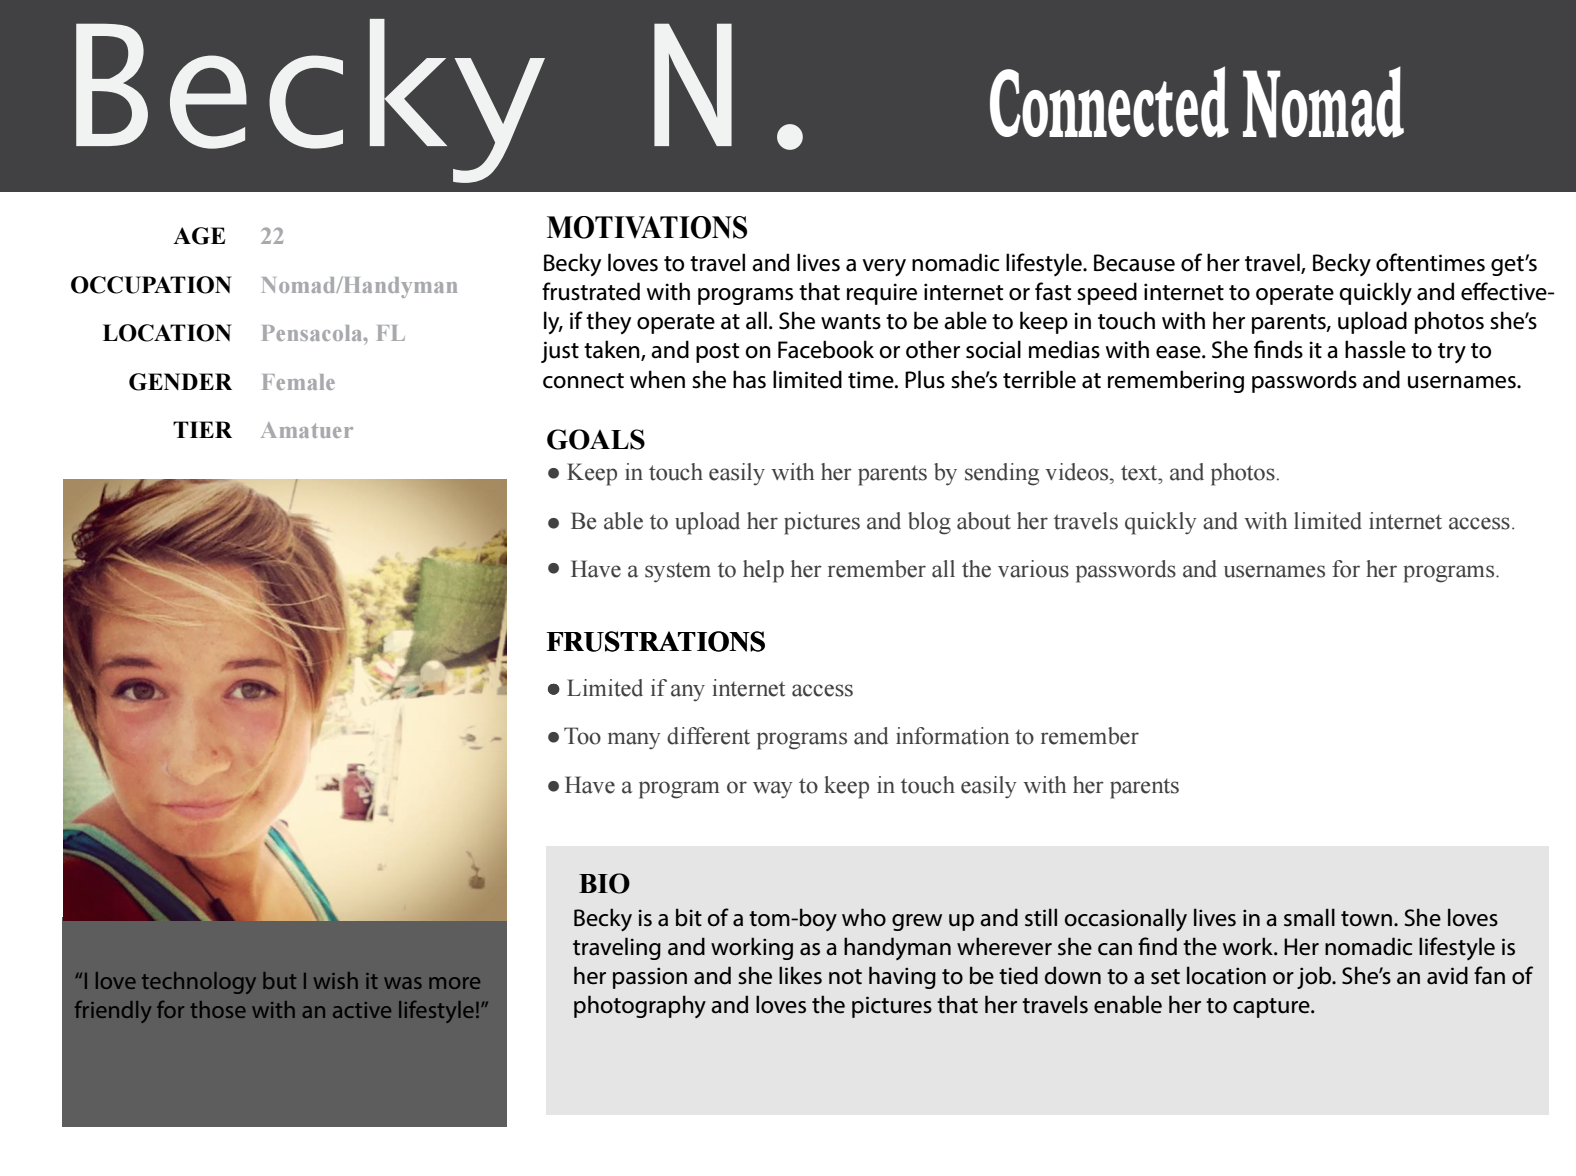 Becky N.
Connected Nomad
AGE 22
OCCUPATION Nomad/Handyman
LOCATION Pensacola, FL
GENDER Female
TIER Amatuer
“I love technology but I wish it was more
friendly for those with an active lifestyle!”
MOTIVATIONS
Becky loves to travel and lives a very nomadic lifestyle. Because of her travel, Becky oftentimes get’s
frustrated with programs that require internet or fast speed internet to operate quickly and effective-
ly, if they operate at all. She wants to be able to keep in touch with her parents, upload photos she’s
just taken, and post on Facebook or other social medias with ease. She finds it a hassle to try to
connect when she has limited time. Plus she’s terrible at remembering passwords and usernames.
GOALS
● Keep in touch easily with her parents by sending videos, text, and photos.
● Be able to upload her pictures and blog about her travels quickly and with limited internet access.
● Have a system to help her remember all the various passwords and usernames for her programs.
FRUSTRATIONS
● Limited if any internet access
● Too many different programs and information to remember
● Have a program or way to keep in touch easily with her parents
BIO
Becky is a bit of a tom-boy who grew up and still occasionally lives in a small town. She loves
traveling and working as a handyman wherever she can find the work. Her nomadic lifestyle is
her passion and she likes not having to be tied down to a set location or job. She’s an avid fan of
photography and loves the pictures that her travels enable her to capture.